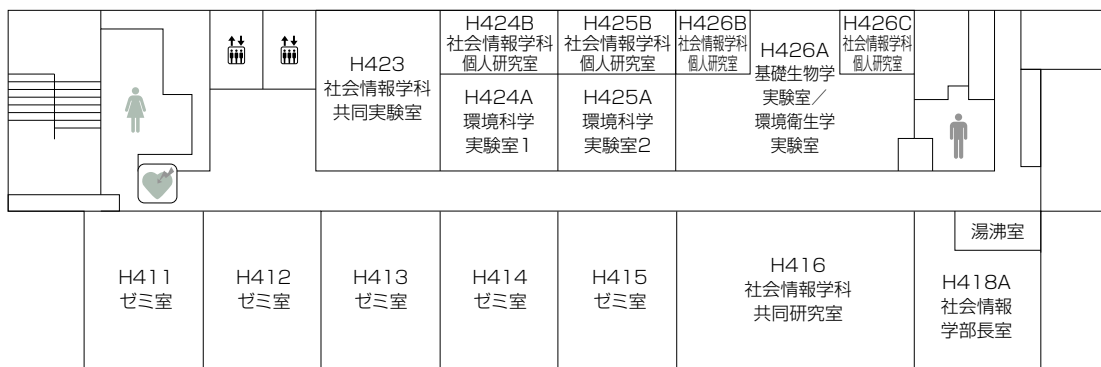 H423
社会情報学科
共同実験室
H424B
社会情報学科
個人研究室
H424A
環境科学
実験室1
H425B
社会情報学科
個人研究室
H425A
環境科学
実験室2
H426B
社会情報学科
個人研究室
H426A
基礎生物学
実験室／
環境衛生学
実験室
H426C
社会情報学科
個人研究室
H411
ゼミ室
H412
ゼミ室
H413
ゼミ室
H414
ゼミ室
H415
ゼミ室
H416
社会情報学科
共同研究室
湯沸室
H418A
社会情報
学部長室